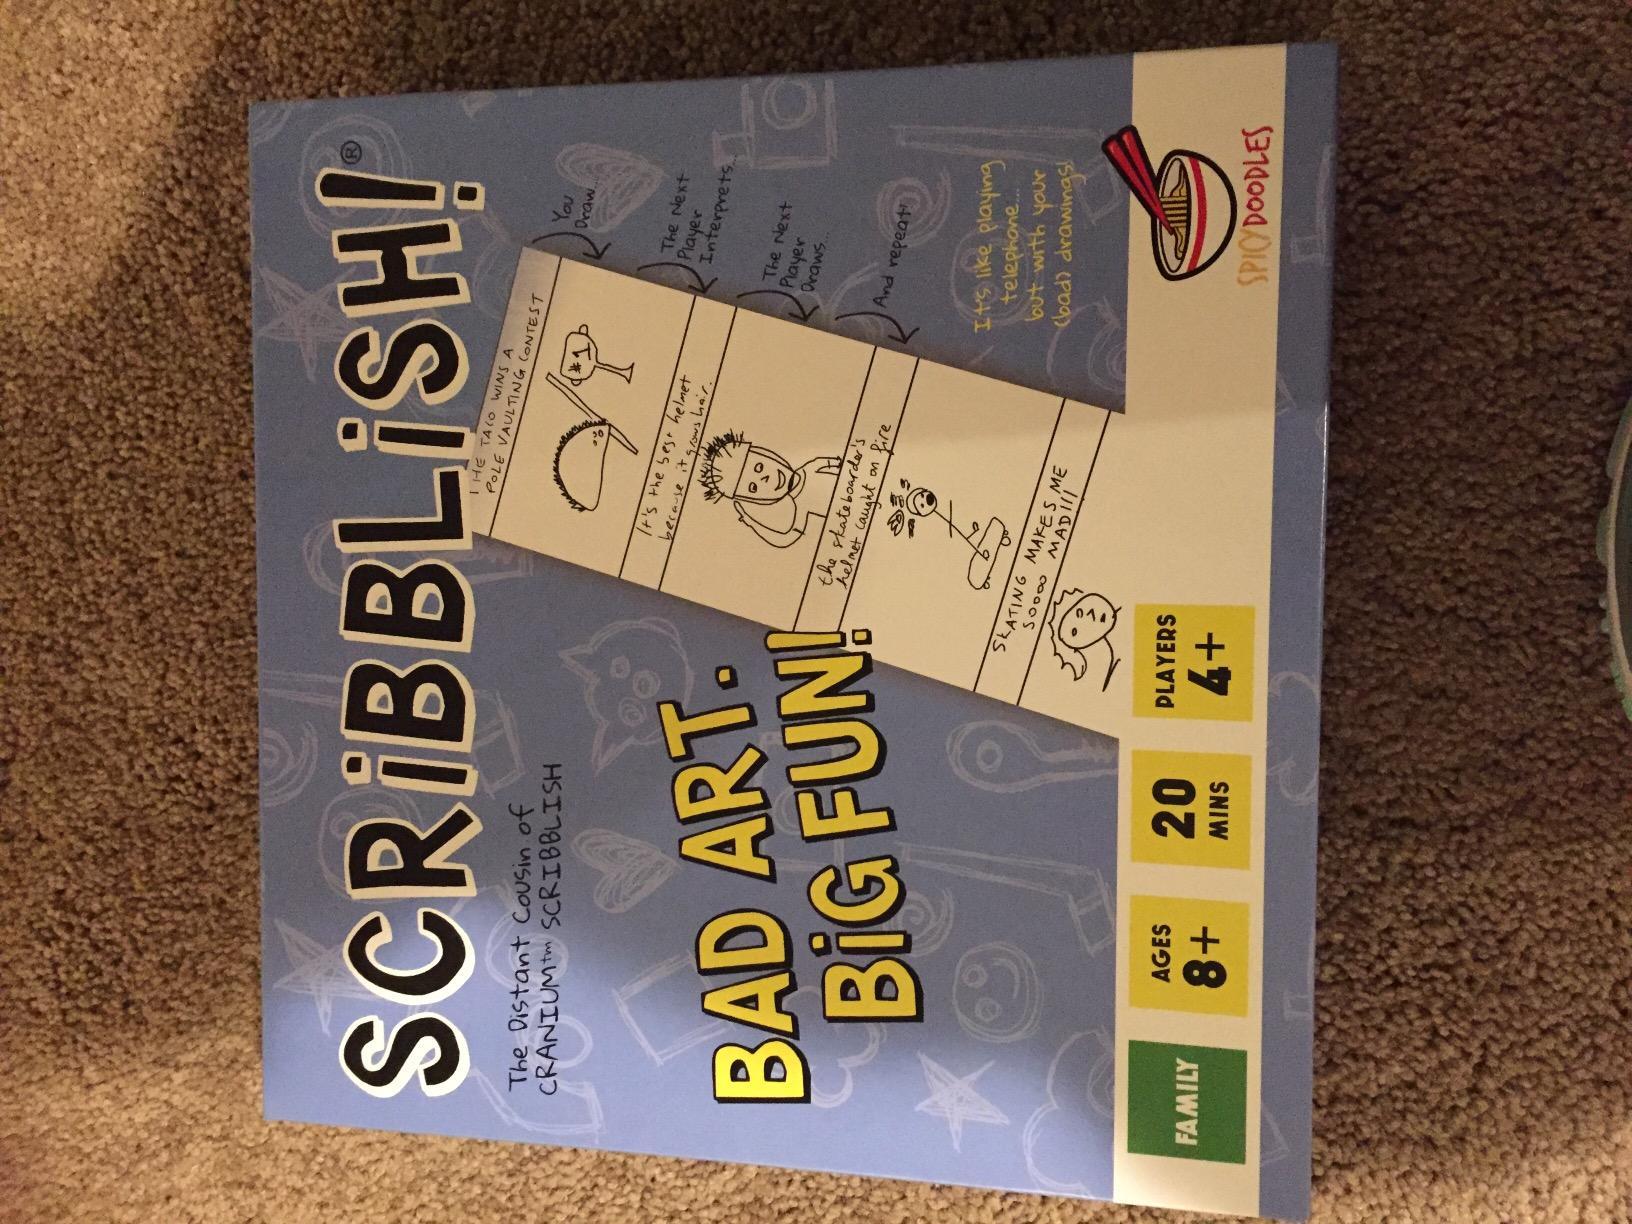 SCRiBBLiSH!®
The Distant Cousin of
CRANIUM™ SCRIBBLISH
BAD ART.
BiG FUN!
THE TACO WINS A
POLE VAULTING CONTEST
#1
It's the best helmet
because it grows hair.
the skateboarder's
helmet caught on fire
SKATING MAKES ME
SOOOO MAD!!!
You
Draw...
The Next
Player
Interprets...
The Next
Player
Draws...
And repeat!
It's like playing
telephone...
but with your
(bad) drawings!
FAMILY
AGES
8+
20
MINS
PLAYERS
4+
SPICY DOODLES